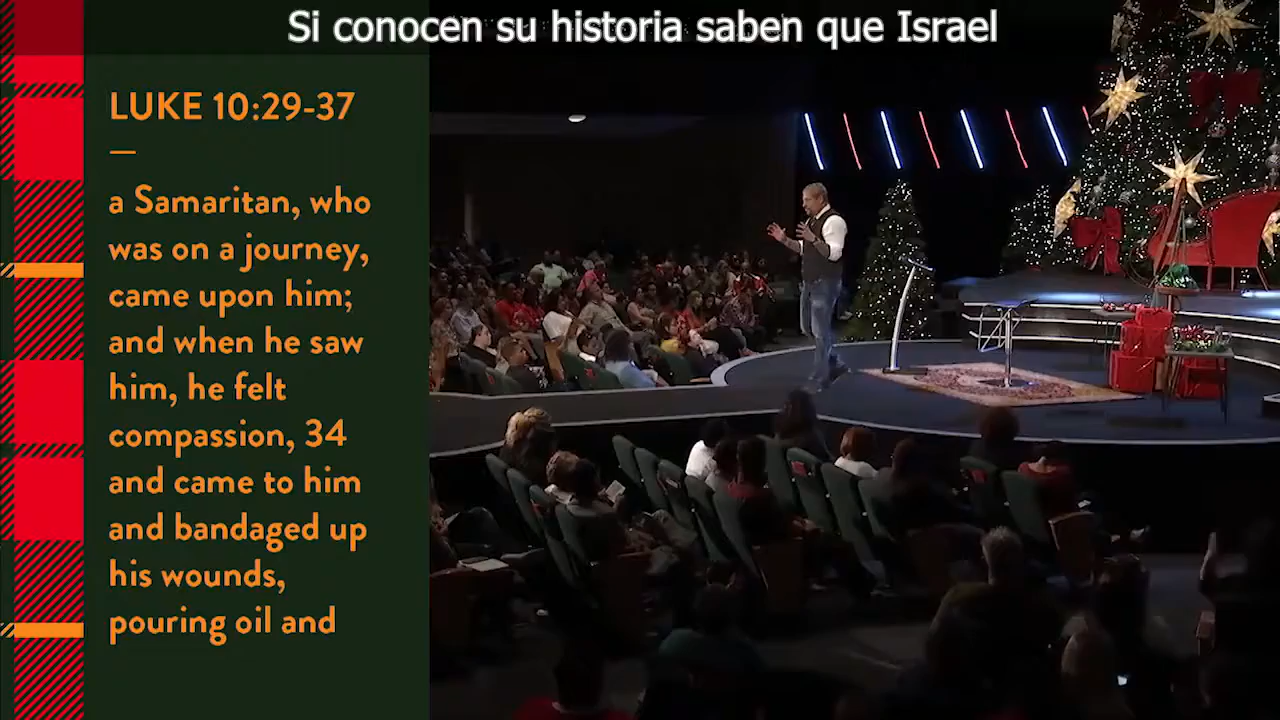 Si conocen su historia saben que Israel
LUKE 10:29-37
a Samaritan, who
was on a journey,
came upon him;
and when he saw
him, he felt
compassion, 34
and came to him
and bandaged up
his wounds,
pouring oil and